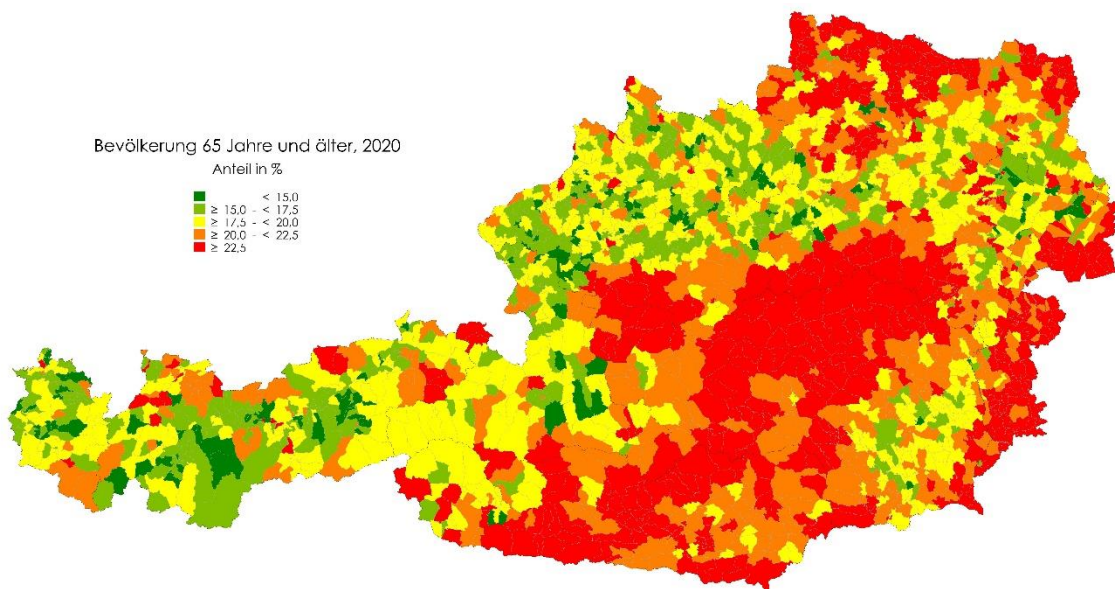 Bevölkerung 65 Jahre und älter, 2020
Anteil in %
< 15,0
≥ 15,0 - < 17,5
≥ 17,5 - < 20,0
≥ 20,0 - < 22,5
≥ 22,5